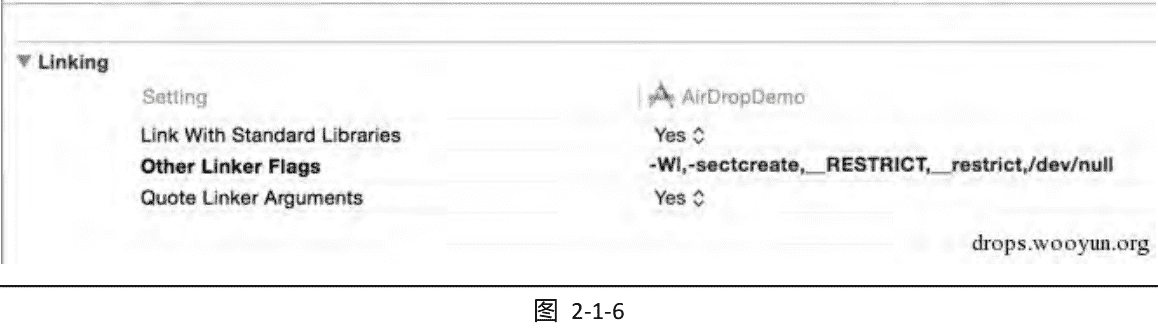 Linking
Setting AirDropDemo
Link With Standard Libraries Yes
Other Linker Flags -Wl,-sectcreate,__RESTRICT,__restrict,/dev/null
Quote Linker Arguments Yes
drops.wooyun.org
图 2-1-6